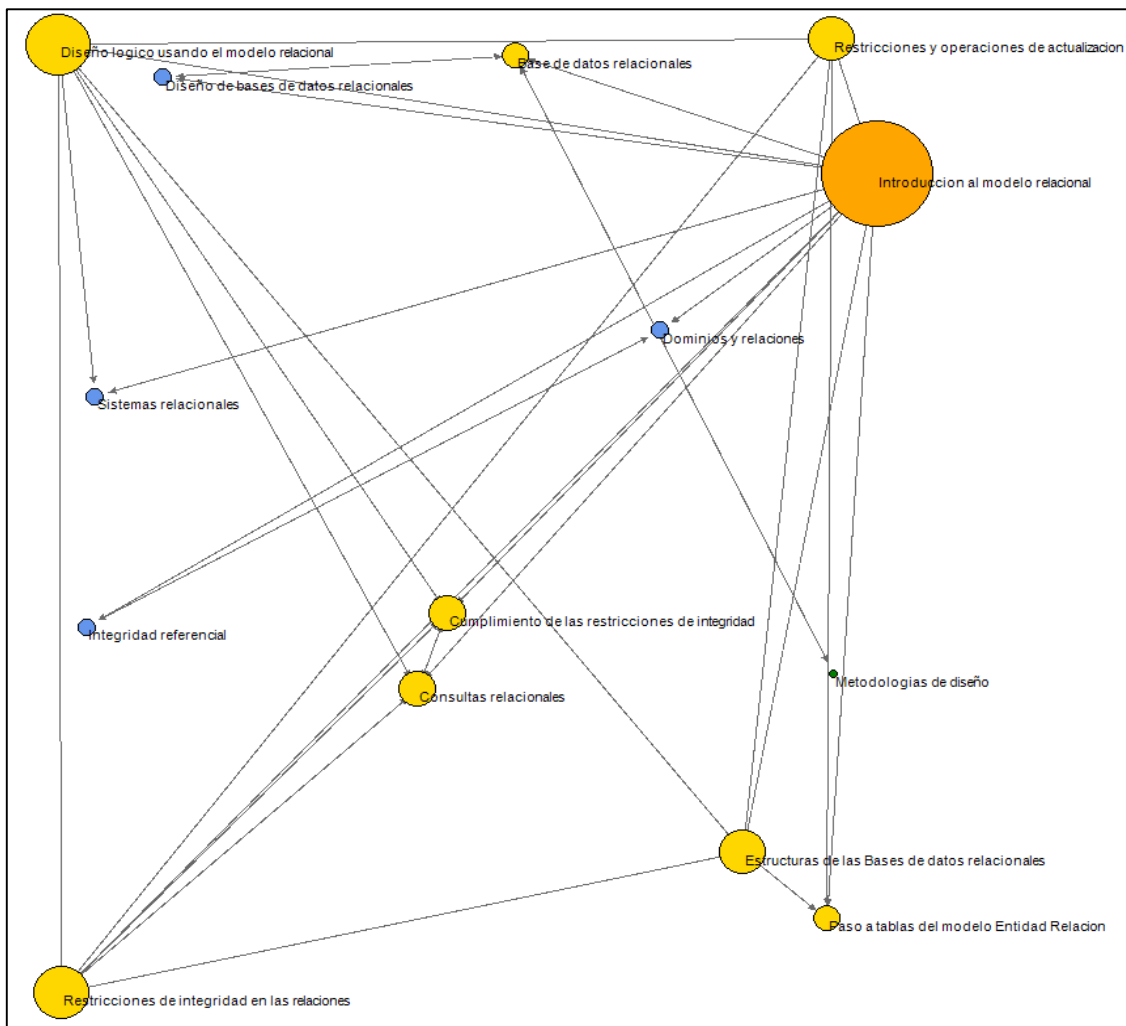 Diseño logico usando el modelo relacional
Restricciones y operaciones de actualizacion
Base de datos relacionales
Diseño de bases de datos relacionales
Introduccion al modelo relacional
Dominios y relaciones
Sistemas relacionales
Cumplimiento de las restricciones de integridad
Integridad referencial
Metodologias de diseño
Consultas relacionales
Estructuras de las Bases de datos relacionales
Paso a tablas del modelo Entidad Relacion
Restricciones de integridad en las relaciones